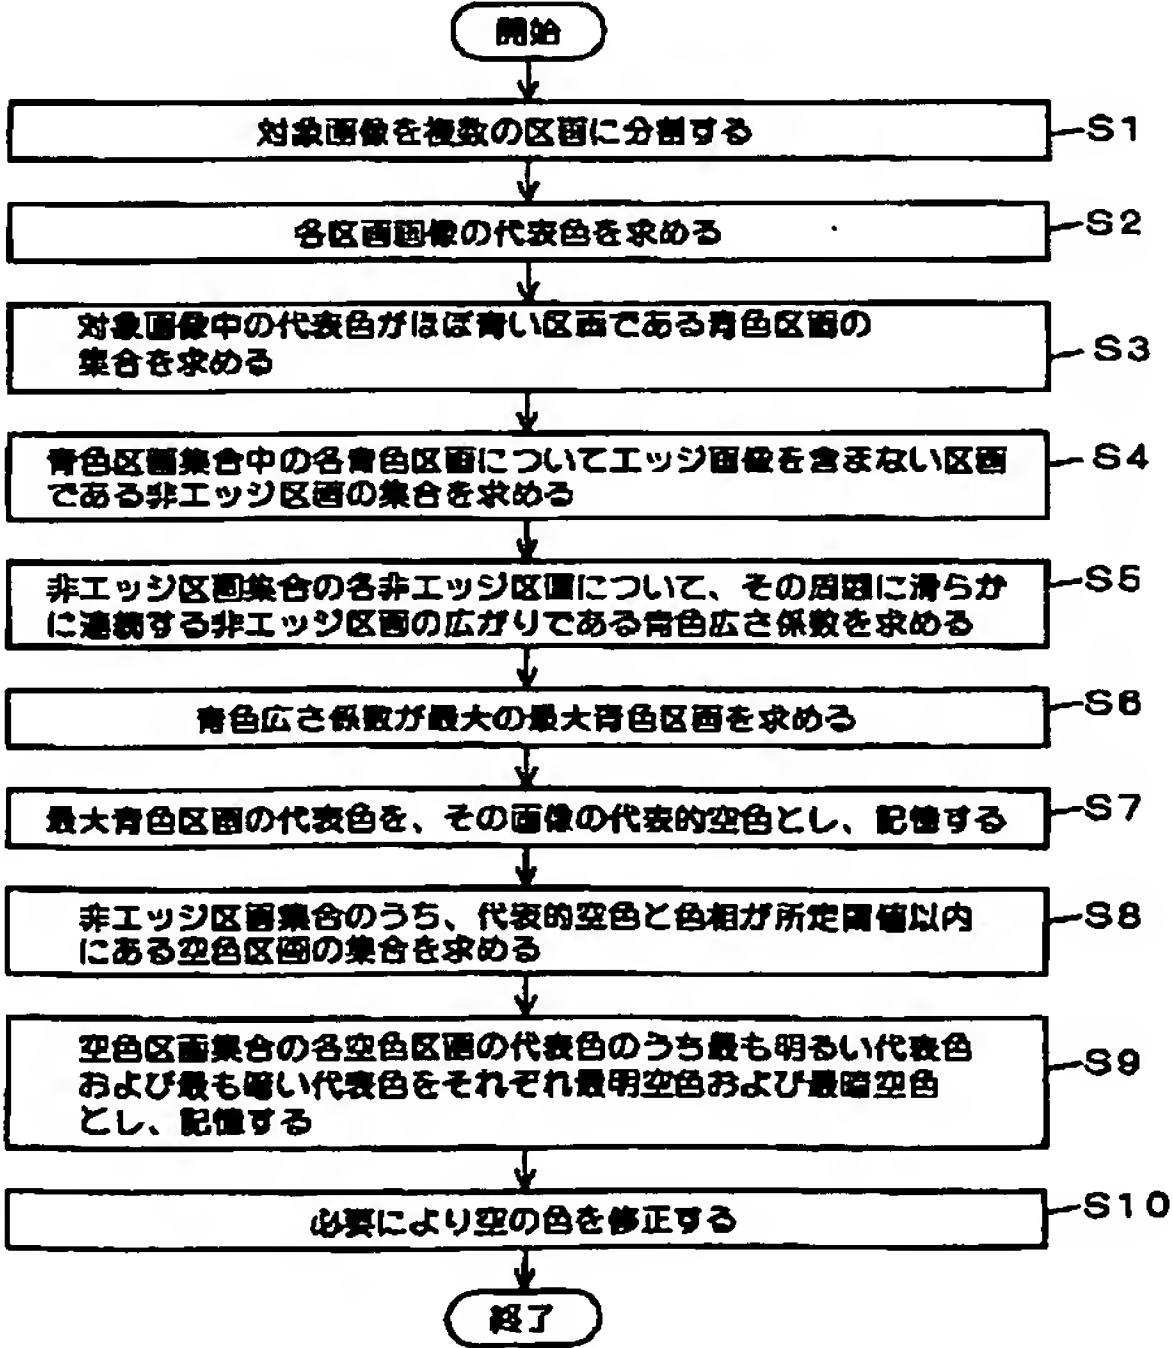 開始
対象画像を複数の区画に分割する
S1
各区画画像の代表色を求める
S2
対象画像中の代表色がほぼ青い区画である青色区画の
集合を求める
S3
青色区画集合中の各青色区画についてエッジ画像を含まない区画
である非エッジ区画の集合を求める
S4
非エッジ区画集合の各非エッジ区画について、その周囲に滑らか
に連続する非エッジ区画の広がりである青色広さ係数を求める
S5
青色広さ係数が最大の最大青色区画を求める
S6
最大青色区画の代表色を、その画像の代表的空色とし、記憶する
S7
非エッジ区画集合のうち、代表的空色と色相が所定閾値以内
にある空色区画の集合を求める
S8
空色区画集合の各空色区画の代表色のうち最も明るい代表色
および最も暗い代表色をそれぞれ最明空色および最暗空色
とし、記憶する
S9
必要により空の色を修正する
S10
終了